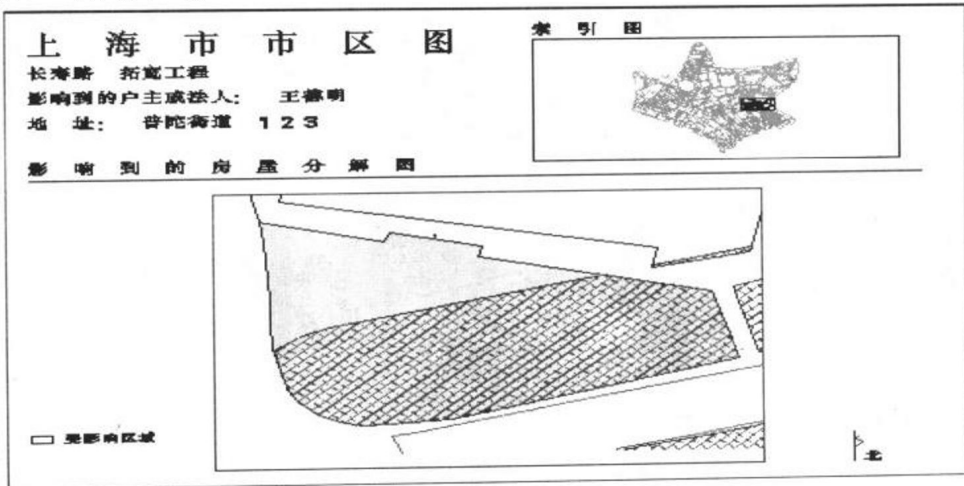 上海市市区图
索引图
长寿路 拓宽工程
影响到的户主或法人： 王德明
地 址： 普陀街道 123
影响到的房屋分解图
受影响区域
北